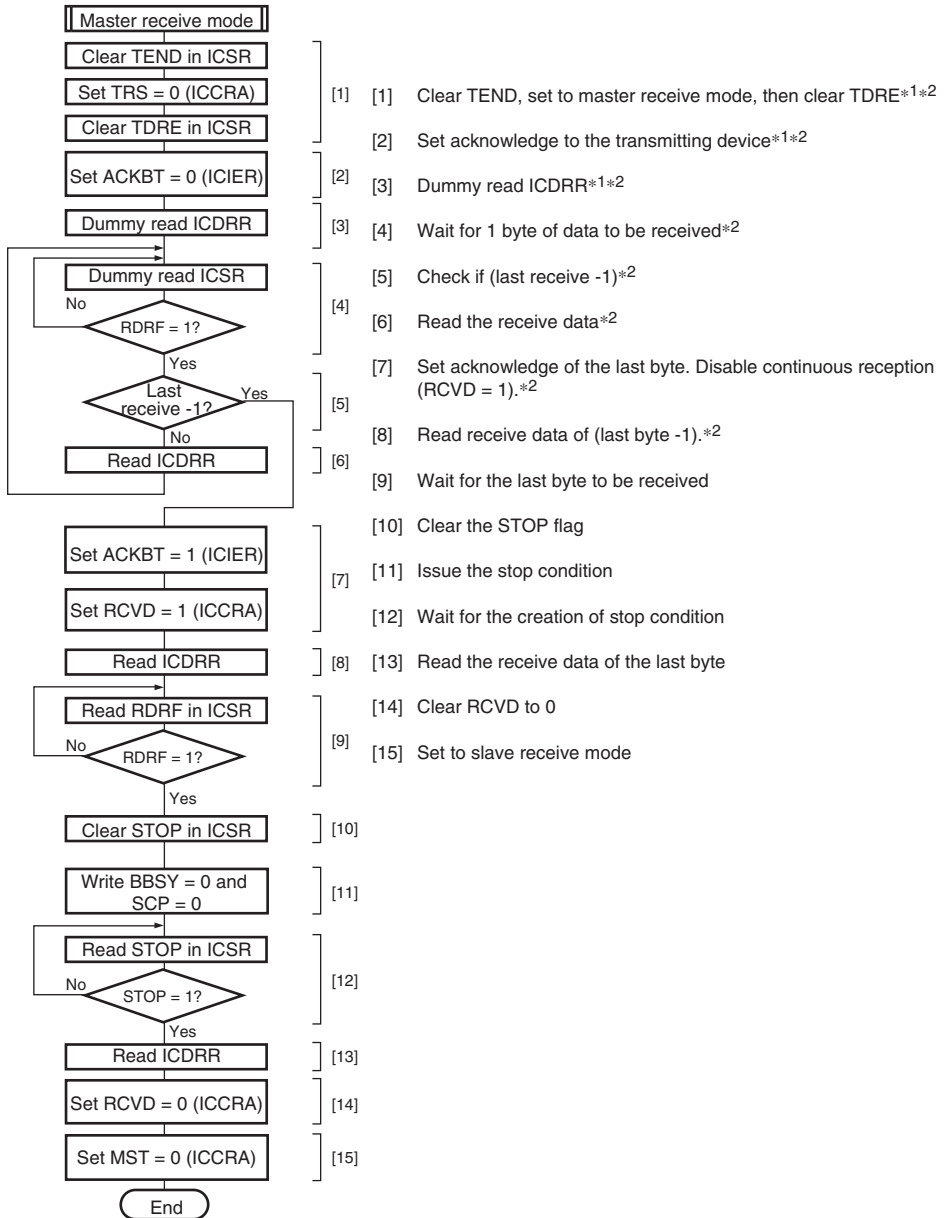 Master receive mode
Clear TEND in ICSR
Set TRS = 0 (ICCRA)
Clear TDRE in ICSR
[1]
Set ACKBT = 0 (ICIER)
[2]
Dummy read ICDRR
[3]
Dummy read ICSR
No
RDRF = 1?
[4]
Yes
Last
receive -1?
Yes
[5]
No
Read ICDRR
[6]
Set ACKBT = 1 (ICIER)
Set RCVD = 1 (ICCRA)
[7]
Read ICDRR
[8]
Read RDRF in ICSR
No
RDRF = 1?
[9]
Yes
Clear STOP in ICSR
[10]
Write BBSY = 0 and
SCP = 0
[11]
Read STOP in ICSR
No
STOP = 1?
[12]
Yes
Read ICDRR
[13]
Set RCVD = 0 (ICCRA)
[14]
Set MST = 0 (ICCRA)
[15]
End
[1] Clear TEND, set to master receive mode, then clear TDRE*1*2
[2] Set acknowledge to the transmitting device*1*2
[3] Dummy read ICDRR*1*2
[4] Wait for 1 byte of data to be received*2
[5] Check if (last receive -1)*2
[6] Read the receive data*2
[7] Set acknowledge of the last byte. Disable continuous reception
(RCVD = 1).*2
[8] Read receive data of (last byte -1).*2
[9] Wait for the last byte to be received
[10] Clear the STOP flag
[11] Issue the stop condition
[12] Wait for the creation of stop condition
[13] Read the receive data of the last byte
[14] Clear RCVD to 0
[15] Set to slave receive mode